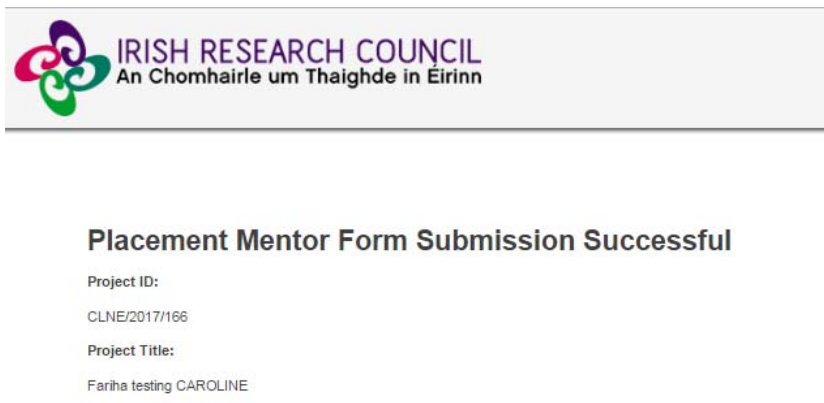 IRISH RESEARCH COUNCIL
An Chomhairle um Thaighde in Éirinn
Placement Mentor Form Submission Successful
Project ID:
CLNE/2017/166
Project Title:
Fariha testing CAROLINE